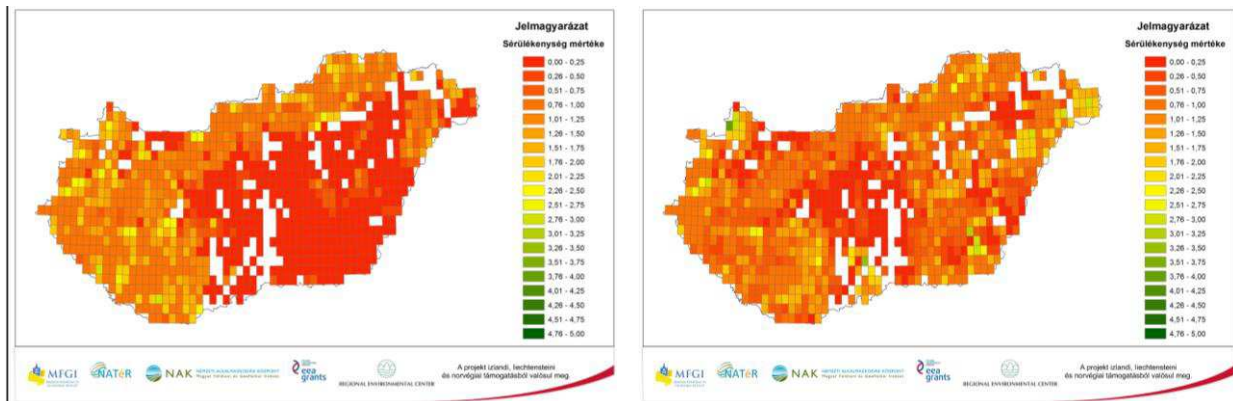 Jelmagyarázat
Sérülékenység mértéke
0,00 - 0,25
0,26 - 0,50
0,51 - 0,75
0,76 - 1,00
1,01 - 1,25
1,26 - 1,50
1,51 - 1,75
1,76 - 2,00
2,01 - 2,25
2,26 - 2,50
2,51 - 2,75
2,76 - 3,00
3,01 - 3,25
3,26 - 3,50
3,51 - 3,75
3,76 - 4,00
4,01 - 4,25
4,26 - 4,50
4,51 - 4,75
4,76 - 5,00
MFGI
NATéR
NAK
eea
grants
REGIONAL ENVIRONMENTAL CENTER
A projekt izlandi, liechtensteini
és norvégiai támogatásból valósul meg.
Jelmagyarázat
Sérülékenység mértéke
0,00 - 0,25
0,26 - 0,50
0,51 - 0,75
0,76 - 1,00
1,01 - 1,25
1,26 - 1,50
1,51 - 1,75
1,76 - 2,00
2,01 - 2,25
2,26 - 2,50
2,51 - 2,75
2,76 - 3,00
3,01 - 3,25
3,26 - 3,50
3,51 - 3,75
3,76 - 4,00
4,01 - 4,25
4,26 - 4,50
4,51 - 4,75
4,76 - 5,00
MFGI
NATéR
NAK
eea
grants
REGIONAL ENVIRONMENTAL CENTER
A projekt izlandi, liechtensteini
és norvégiai támogatásból valósul meg.